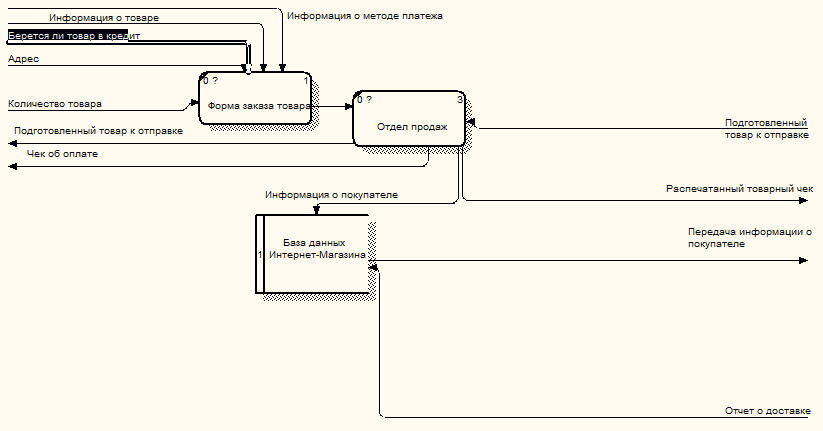 Информация о методе платежа
Информация о товаре
Берется ли товар в кредит
Адрес
0 ?
1
Форма заказа товара
Количество товара
0 ?
3
Отдел продаж
Подготовленный
товар к отправке
Подготовленный товар к отправке
Чек об оплате
Распечатанный товарный чек
Информация о покупателе
Передача информации о
покупателе
База данных
1
Интернет-Магазина
Отчет о доставке